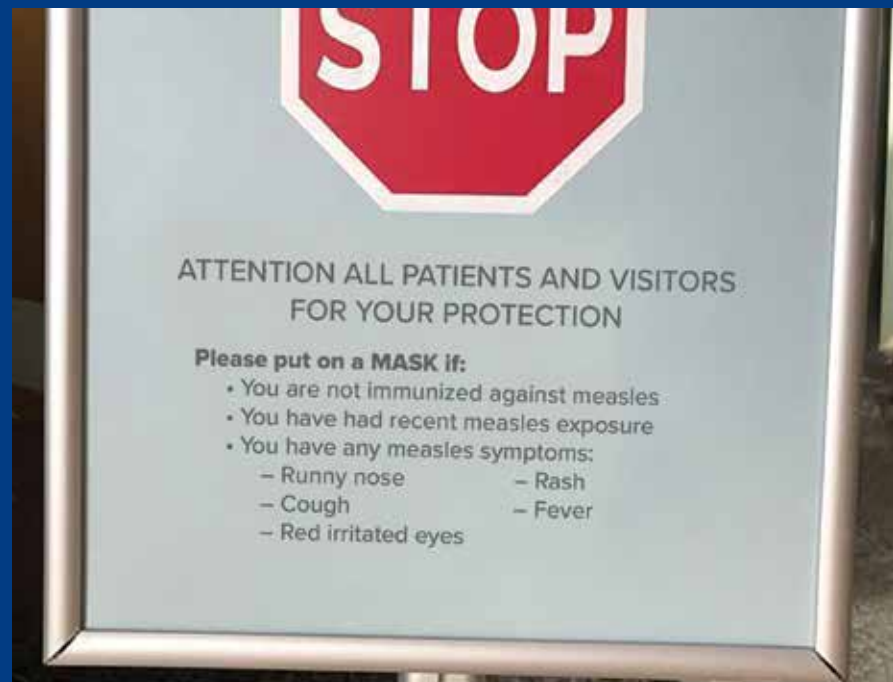 STOP
ATTENTION ALL PATIENTS AND VISITORS
FOR YOUR PROTECTION
Please put on a MASK if:
• You are not immunized against measles
• You have had recent measles exposure
• You have any measles symptoms:
– Runny nose – Rash
– Cough – Fever
– Red irritated eyes